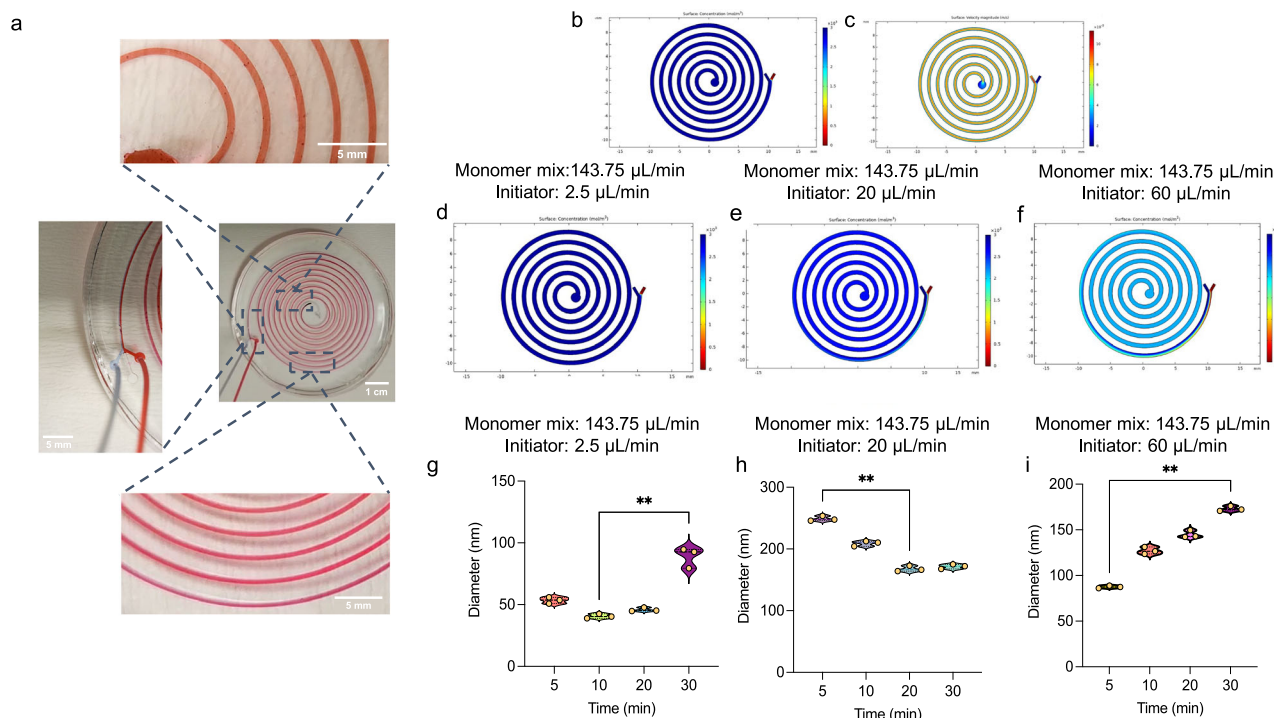 a
5 mm
5 mm
1 cm
5 mm
b
Surface: Concentration (mol/m³)
c
Surface: Velocity magnitude (m/s)
Monomer mix:143.75 µL/min
Initiator: 2.5 µL/min
Monomer mix: 143.75 µL/min
Initiator: 20 µL/min
Monomer mix: 143.75 µL/min
Initiator: 60 µL/min
d
Surface: Concentration (mol/m³)
e
Surface: Concentration (mol/m³)
f
Surface: Concentration (mol/m³)
Monomer mix: 143.75 µL/min
Initiator: 2.5 µL/min
Monomer mix: 143.75 µL/min
Initiator: 20 µL/min
Monomer mix: 143.75 µL/min
Initiator: 60 µL/min
g
150
100
50
0
Diameter (nm)
**
5 10 20 30
Time (min)
h
300
200
100
0
Diameter (nm)
**
5 10 20 30
Time (min)
i
200
150
100
50
0
Diameter (nm)
**
5 10 20 30
Time (min)